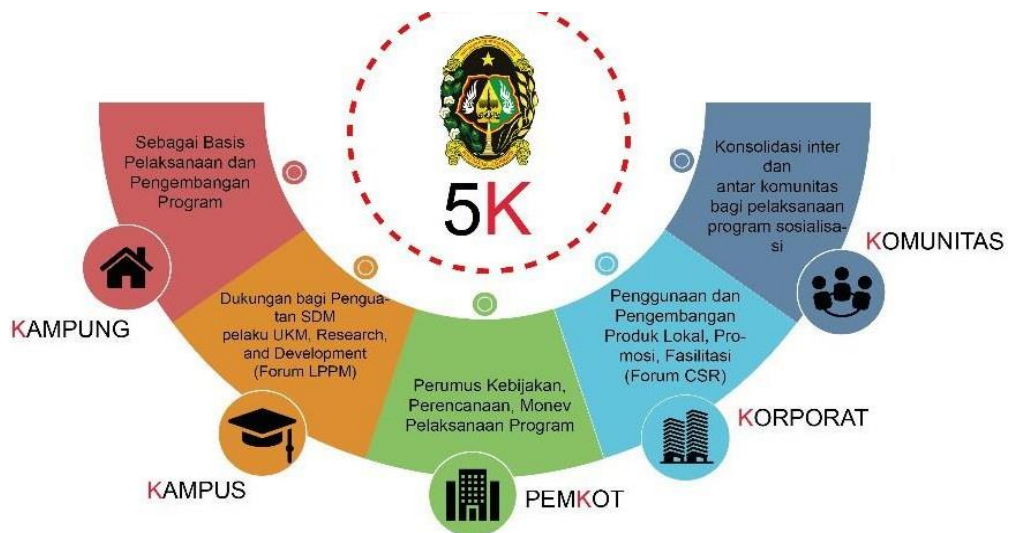 5K
Sebagai Basis
Pelaksanaan dan
Pengembangan
Program
KAMPUNG
Dukungan bagi Pengua-
tan SDM
pelaku UKM, Research,
and Development
(Forum LPPM)
KAMPUS
Perumus Kebijakan,
Perencanaan, Monev
Pelaksanaan Program
PEMKOT
Penggunaan dan
Pengembangan
Produk Lokal, Pro-
mosi, Fasilitasi
(Forum CSR)
KORPORAT
Konsolidasi inter
dan
antar komunitas
bagi pelaksanaan
program sosialisa-
si
KOMUNITAS